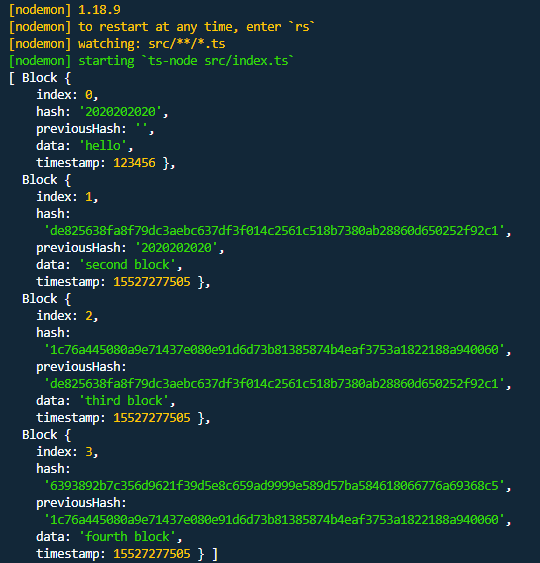 [nodemon] 1.18.9
[nodemon] to restart at any time, enter `rs`
[nodemon] watching: src/**/*.ts
[nodemon] starting `ts-node src/index.ts`
[ Block {
    index: 0,
    hash: '2020202020',
    previousHash: '',
    data: 'hello',
    timestamp: 123456 },
  Block {
    index: 1,
    hash:
     'de825638fa8f79dc3aebc637df3f014c2561c518b7380ab28860d650252f92c1',
    previousHash: '2020202020',
    data: 'second block',
    timestamp: 15527277505 },
  Block {
    index: 2,
    hash:
     '1c76a445080a9e71437e080e91d6d73b81385874b4eaf3753a1822188a940060',
    previousHash:
     'de825638fa8f79dc3aebc637df3f014c2561c518b7380ab28860d650252f92c1',
    data: 'third block',
    timestamp: 15527277505 },
  Block {
    index: 3,
    hash:
     '6393892b7c356d9621f39d5e8c659ad9999e589d57ba584618066776a69368c5',
    previousHash:
     '1c76a445080a9e71437e080e91d6d73b81385874b4eaf3753a1822188a940060',
    data: 'fourth block',
    timestamp: 15527277505 } ]